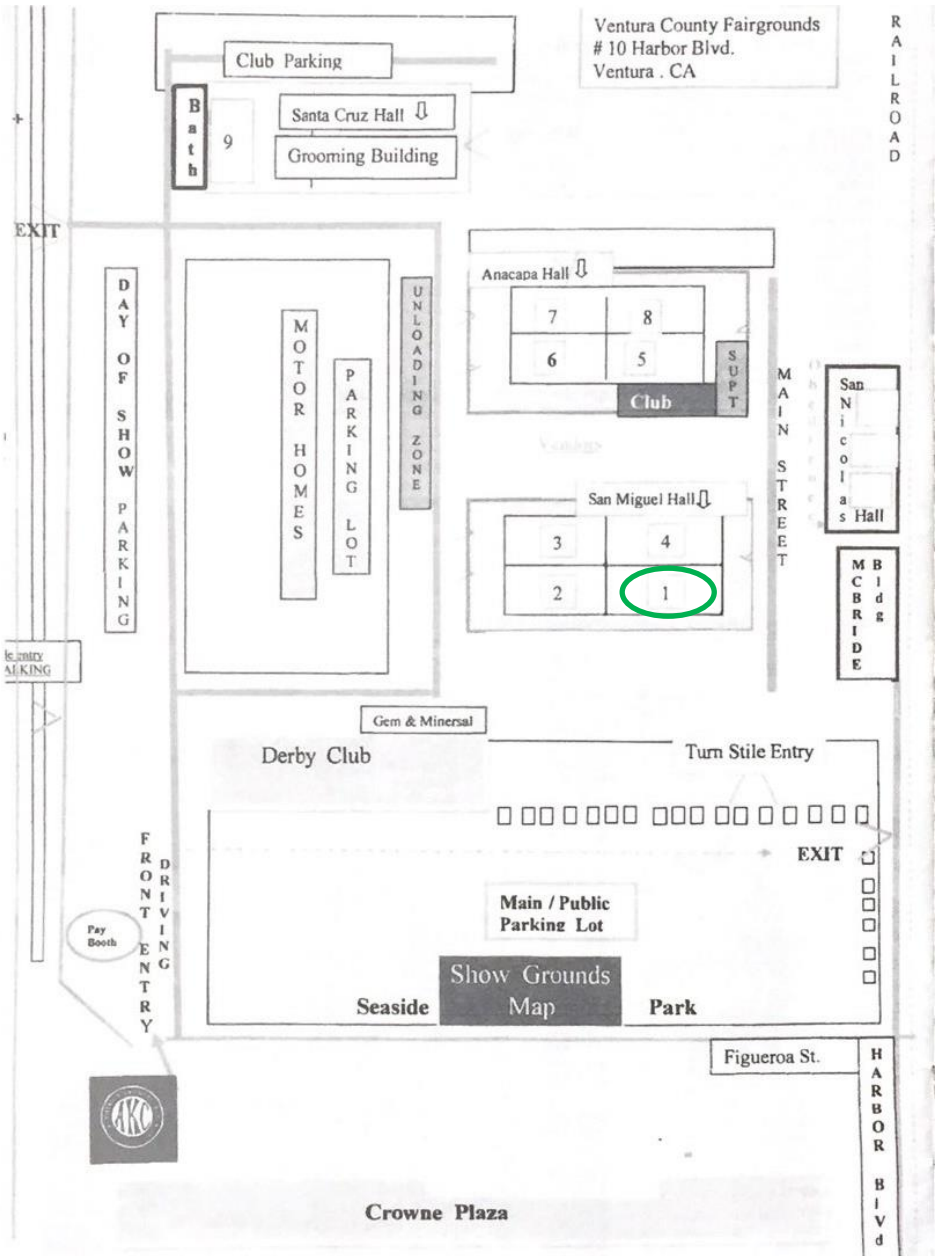 Ventura County Fairgrounds
# 10 Harbor Blvd.
Ventura . CA
RAILROAD
Club Parking
Bath
9
Santa Cruz Hall ⇩
Grooming Building
EXIT
DAY OF SHOW PARKING
MOTOR HOMES
PARKING LOT
UNLOADING ZONE
Anacapa Hall ⇩
7
8
6
5
SUPT
Club
MAIN STREET
San Nicolas Hall
San Miguel Hall ⇩
3
4
2
1
MCBRIDE Bldg
entry
Gem & Minersal
Derby Club
Turn Stile Entry
EXIT
FRONT ENTRY
DRIVING
Pay
Booth
Main / Public
Parking Lot
Show Grounds
Map
Seaside
Park
Figueroa St.
HARBOR BlVd
AKC
Crowne Plaza